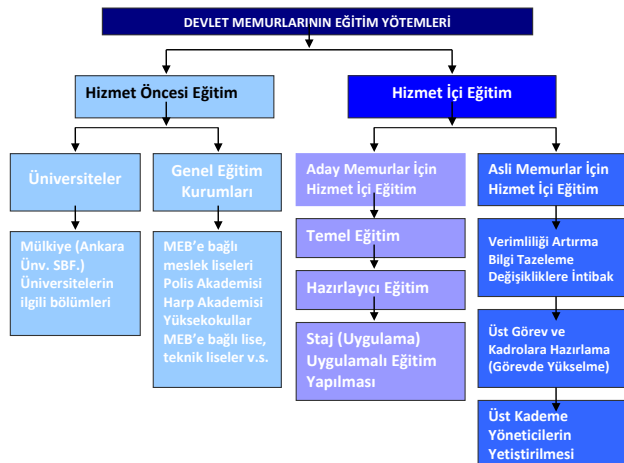 DEVLET MEMURLARININ EĞİTİM YÖTEMLERİ
Hizmet Öncesi Eğitim
Hizmet İçi Eğitim
Üniversiteler
Genel Eğitim
Kurumları
Aday Memurlar İçin
Hizmet İçi Eğitim
Asli Memurlar İçin
Hizmet İçi Eğitim
Mülkiye (Ankara
Ünv. SBF.)
Üniversitelerin
ilgili bölümleri
MEB’e bağlı
meslek liseleri
Polis Akademisi
Harp Akademisi
Yüksekokullar
MEB’e bağlı lise,
teknik liseler v.s.
Temel Eğitim
Hazırlayıcı Eğitim
Staj (Uygulama)
Uygulamalı Eğitim
Yapılması
Verimliliği Artırma
Bilgi Tazeleme
Değişikliklere İntibak
Üst Görev ve
Kadrolara Hazırlama
(Görevde Yükselme)
Üst Kademe
Yöneticilerin
Yetiştirilmesi